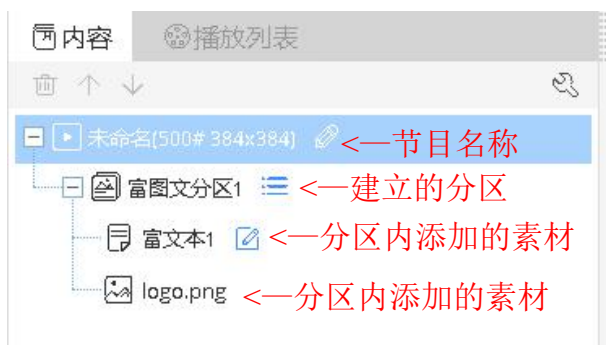 内容 播放列表
未命名(500# 384x384) <—节目名称
富图文分区1 <—建立的分区
富文本1 <—分区内添加的素材
logo.png <—分区内添加的素材